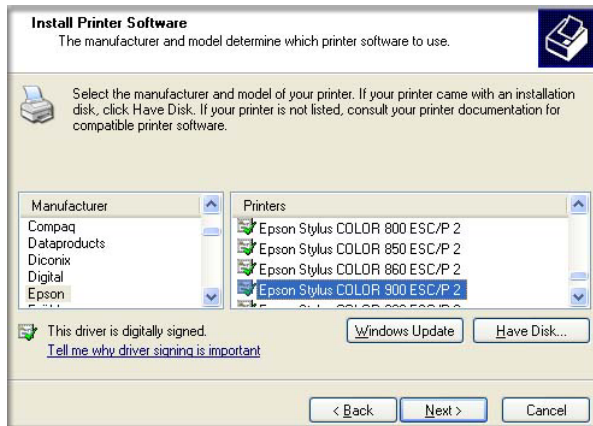 Install Printer Software
The manufacturer and model determine which printer software to use.
Select the manufacturer and model of your printer. If your printer came with an installation
disk, click Have Disk. If your printer is not listed, consult your printer documentation for
compatible printer software.
Manufacturer
Compaq
Dataproducts
Diconix
Digital
Epson
Printers
Epson Stylus COLOR 800 ESC/P 2
Epson Stylus COLOR 850 ESC/P 2
Epson Stylus COLOR 860 ESC/P 2
Epson Stylus COLOR 900 ESC/P 2
This driver is digitally signed.
Tell me why driver signing is important
Windows Update
Have Disk...
< Back
Next >
Cancel